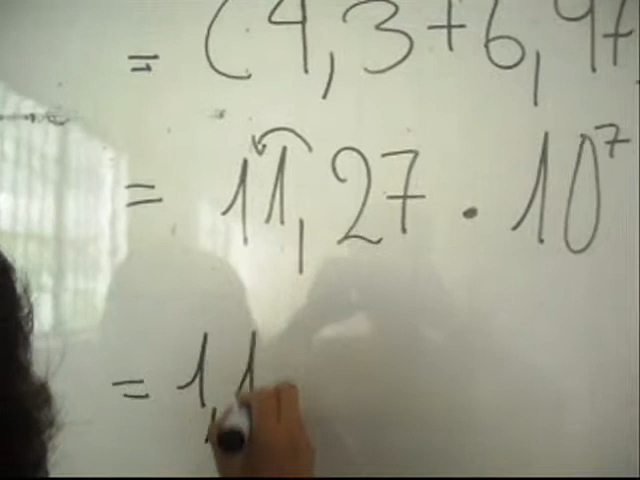 = (4,3+6,97
= 11,27 · 10⁷
= 1,1